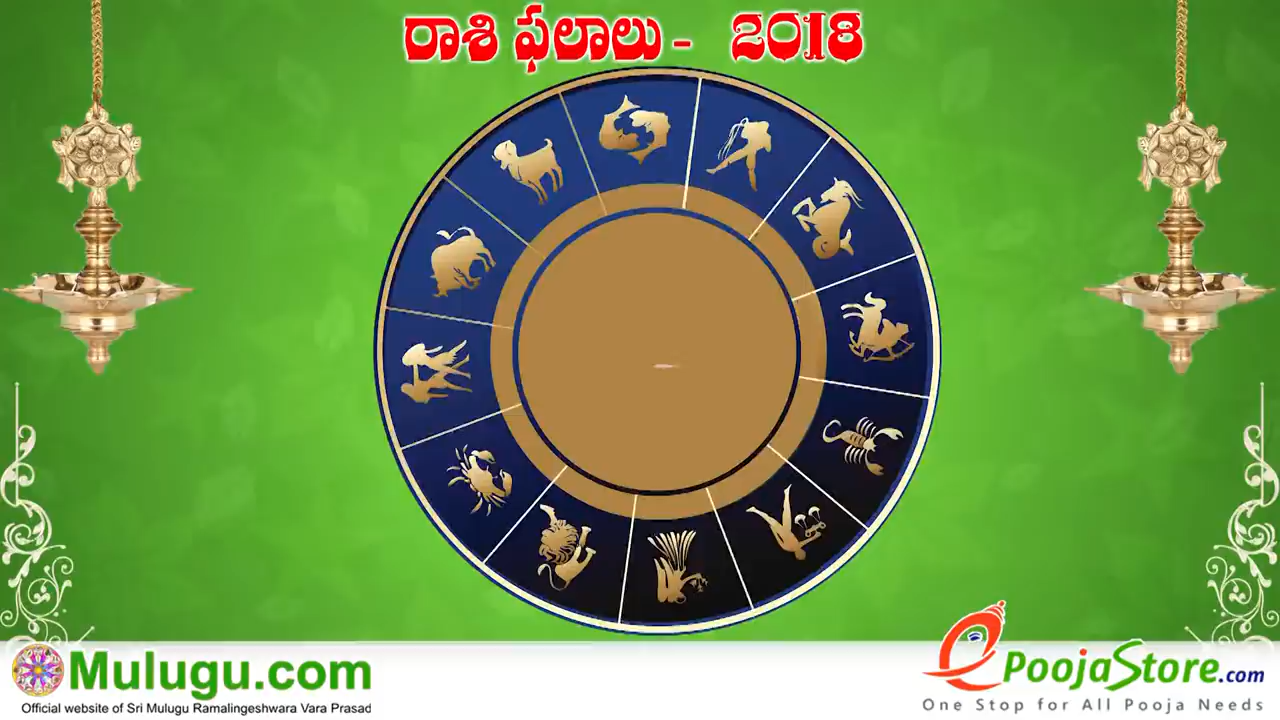 రాశి ఫలాలు - 2018
Mulugu.com
Official website of Sri Mulugu Ramalingeshwara Vara Prasad
e PoojaStore.com
One Stop for All Pooja Needs